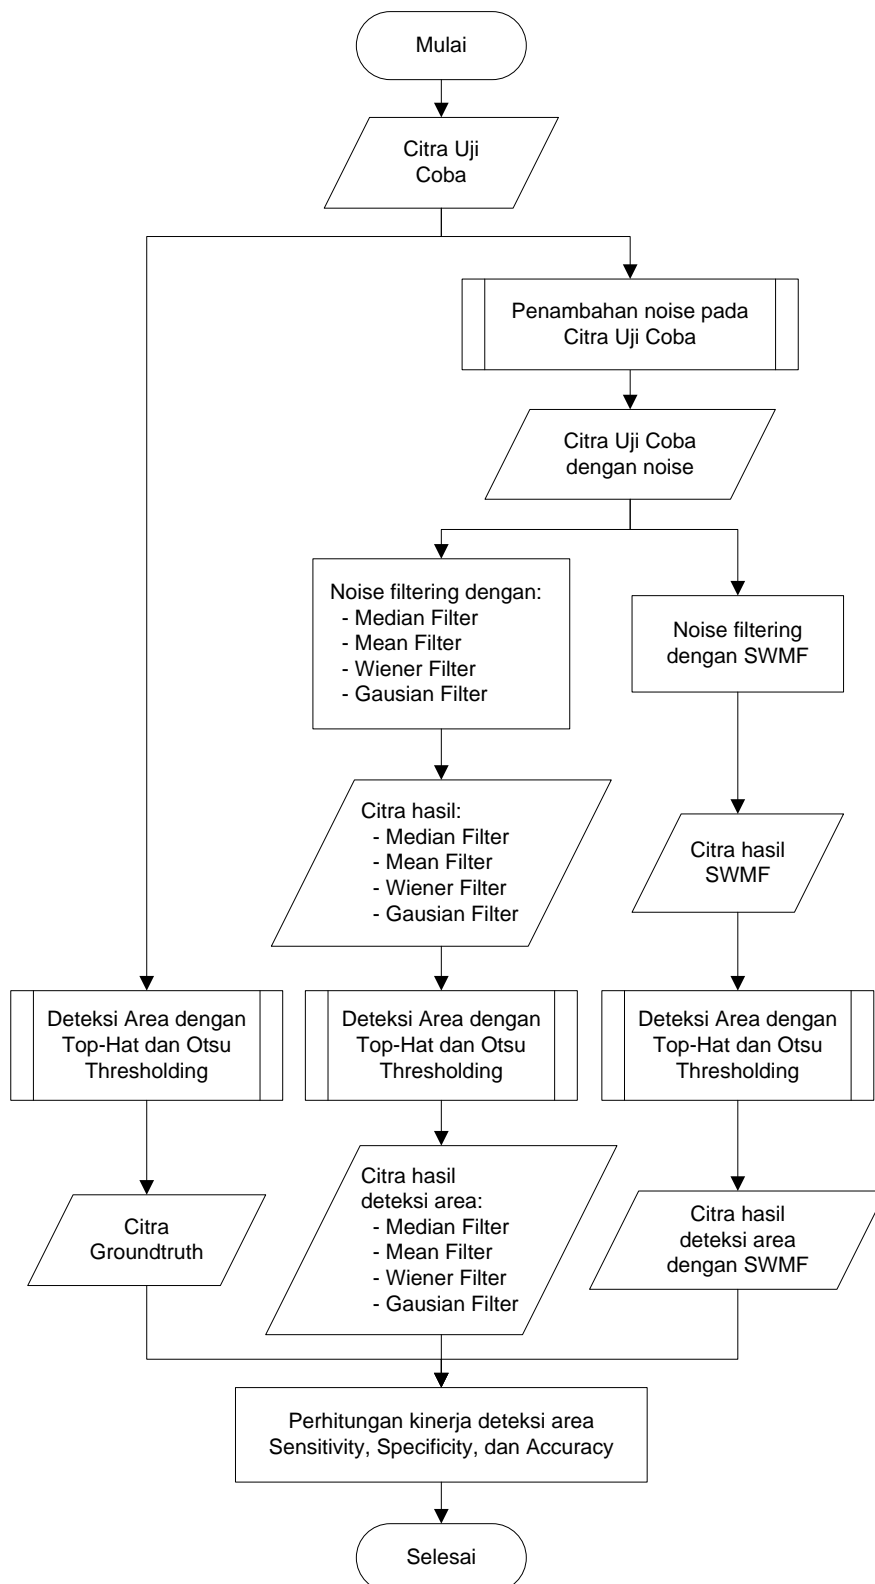 Mulai
Citra Uji
Coba
Penambahan noise pada
Citra Uji Coba
Citra Uji Coba
dengan noise
Noise filtering dengan:
- Median Filter
- Mean Filter
- Wiener Filter
- Gausian Filter
Noise filtering
dengan SWMF
Citra hasil:
- Median Filter
- Mean Filter
- Wiener Filter
- Gausian Filter
Citra hasil
SWMF
Deteksi Area dengan
Top-Hat dan Otsu
Thresholding
Deteksi Area dengan
Top-Hat dan Otsu
Thresholding
Deteksi Area dengan
Top-Hat dan Otsu
Thresholding
Citra
Groundtruth
Citra hasil
deteksi area:
- Median Filter
- Mean Filter
- Wiener Filter
- Gausian Filter
Citra hasil
deteksi area
dengan SWMF
Perhitungan kinerja deteksi area
Sensitivity, Specificity, dan Accuracy
Selesai